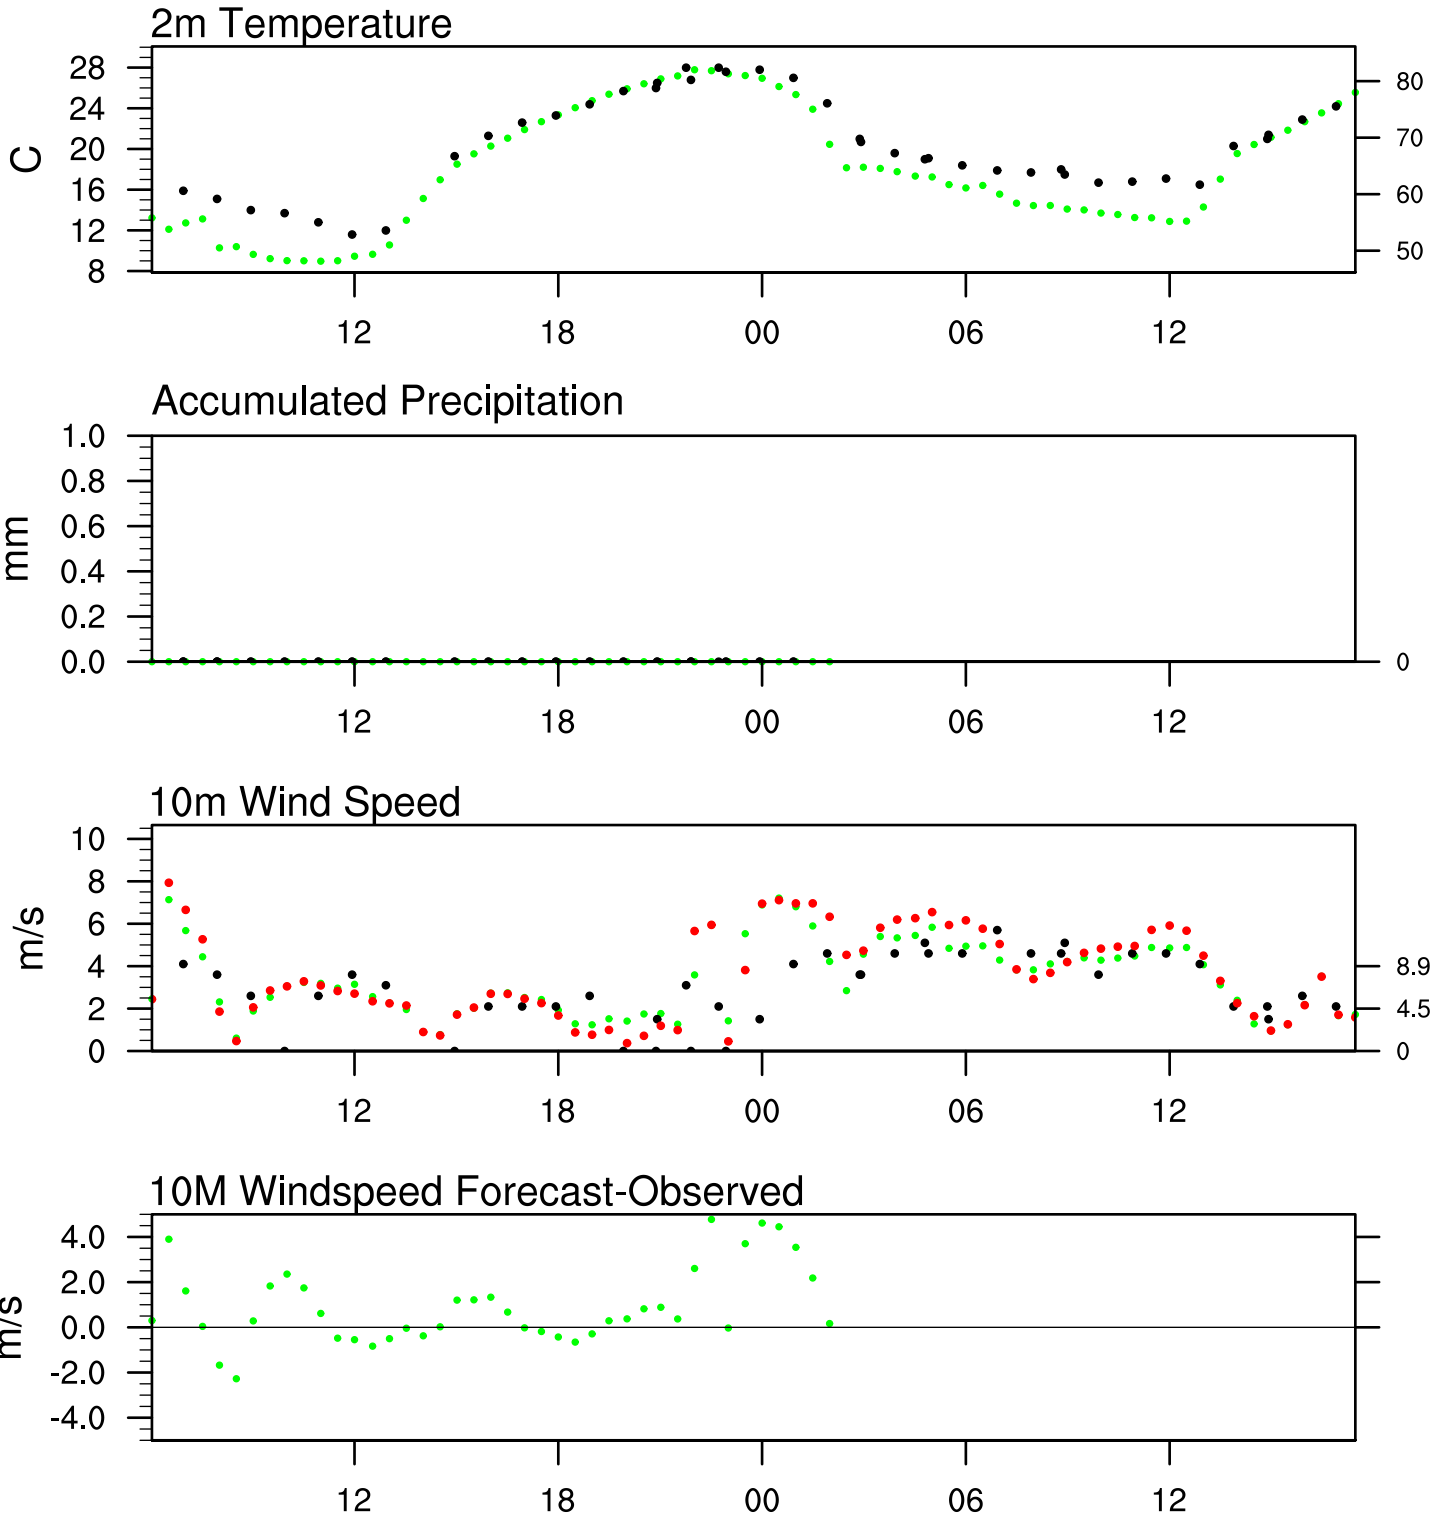 2m Temperature
28
24
20
16
12
8
C
80
70
60
50
12 18 00 06 12
Accumulated Precipitation
1.0
0.8
0.6
0.4
0.2
0.0
mm
0
12 18 00 06 12
10m Wind Speed
10
8
6
4
2
0
m/s
8.9
4.5
0
12 18 00 06 12
10M Windspeed Forecast-Observed
4.0
2.0
0.0
-2.0
-4.0
m/s
12 18 00 06 12